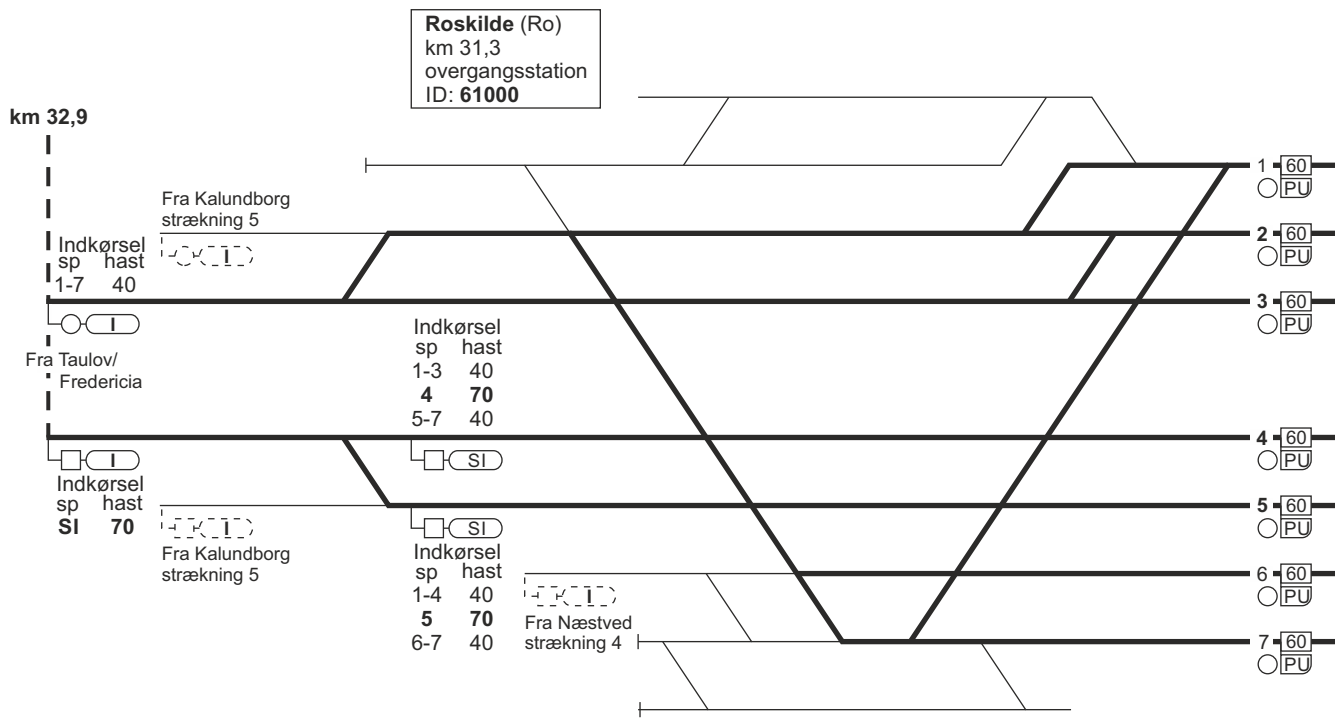 Roskilde (Ro)
km 31,3
overgangsstation
ID: 61000
km 32,9
1 60
PU
Fra Kalundborg
strækning 5
I
2 60
PU
Indkørsel
sp hast
1-7 40
I
3 60
PU
Fra Taulov/
Fredericia
Indkørsel
sp hast
1-3 40
4 70
5-7 40
4 60
PU
I
SI
Indkørsel
sp hast
SI 70
I
Fra Kalundborg
strækning 5
5 60
PU
SI
Indkørsel
sp hast
1-4 40
5 70
6-7 40
6 60
PU
I
Fra Næstved
strækning 4
7 60
PU